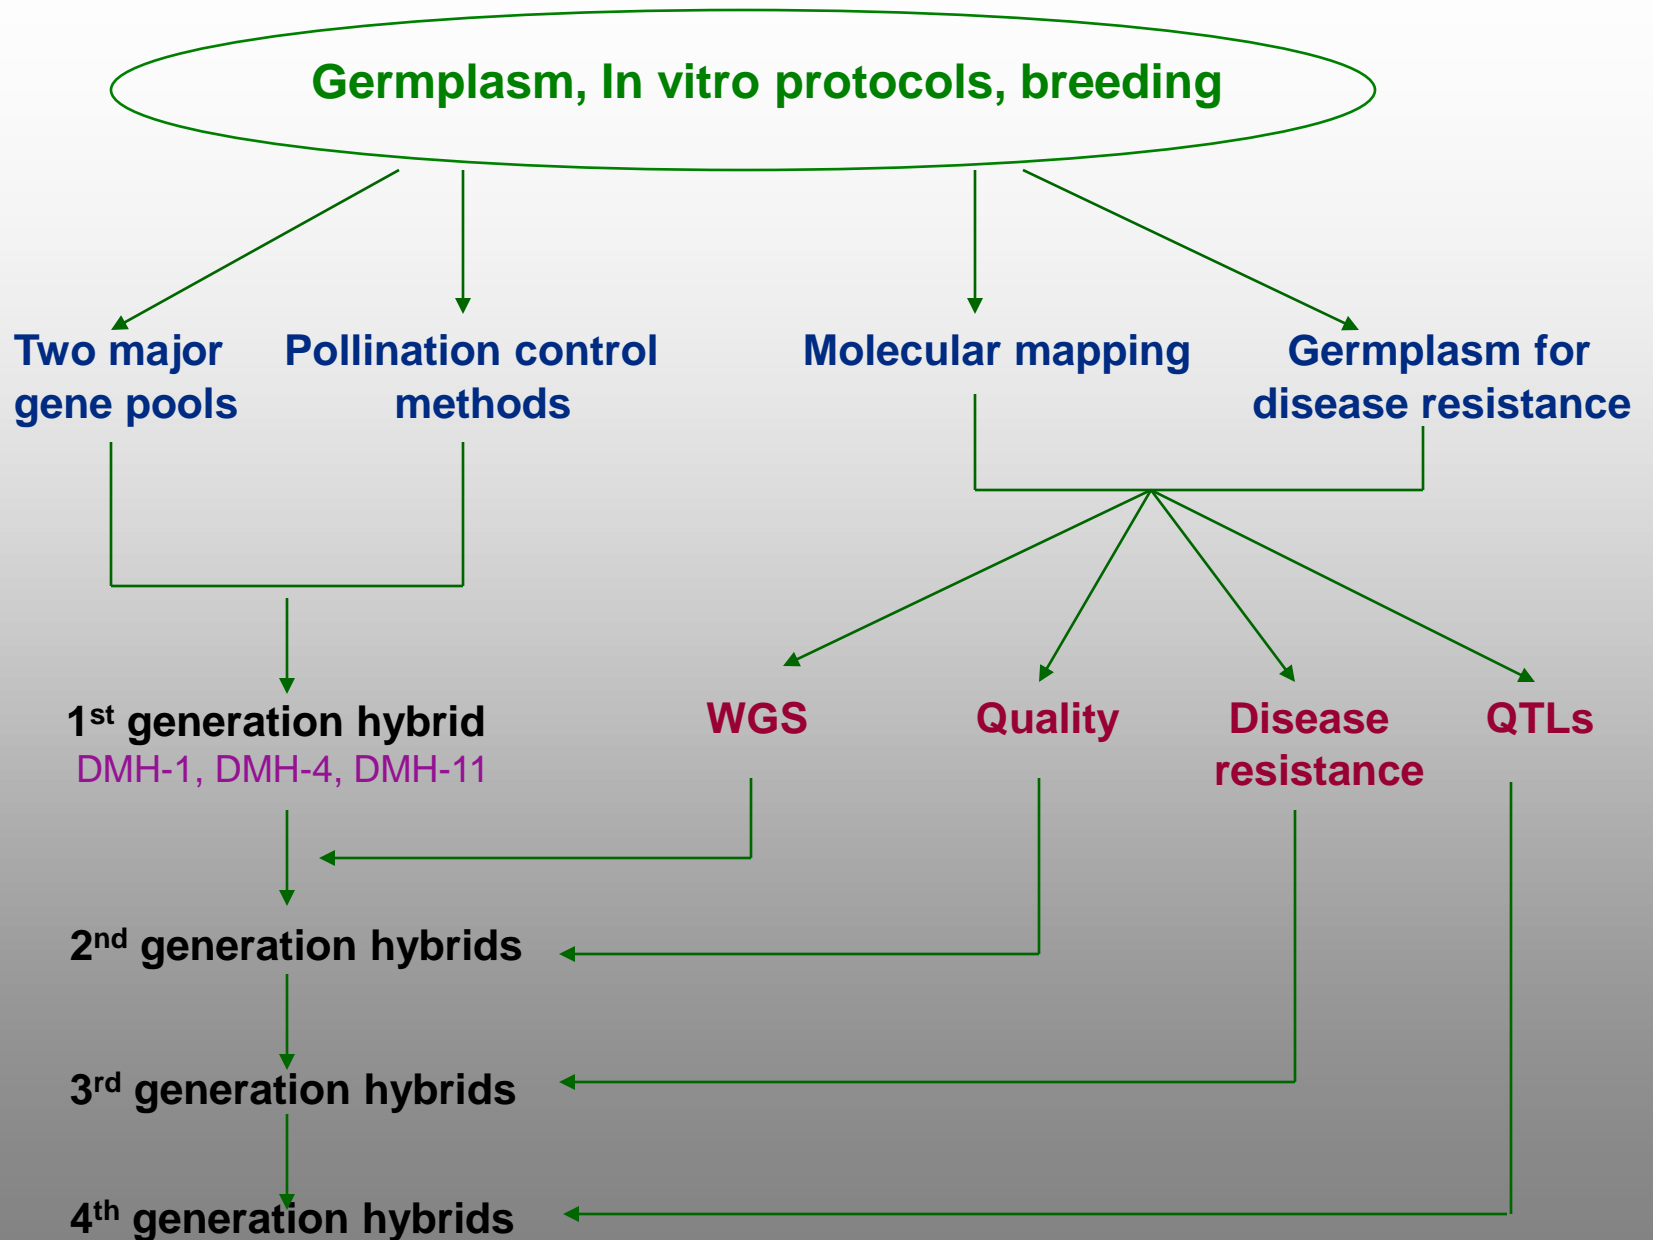 Germplasm, In vitro protocols, breeding
Two major
gene pools
Pollination control
methods
Molecular mapping
Germplasm for
disease resistance
1st generation hybrid
DMH-1, DMH-4, DMH-11
WGS
Quality
Disease
resistance
QTLs
2nd generation hybrids
3rd generation hybrids
4th generation hybrids